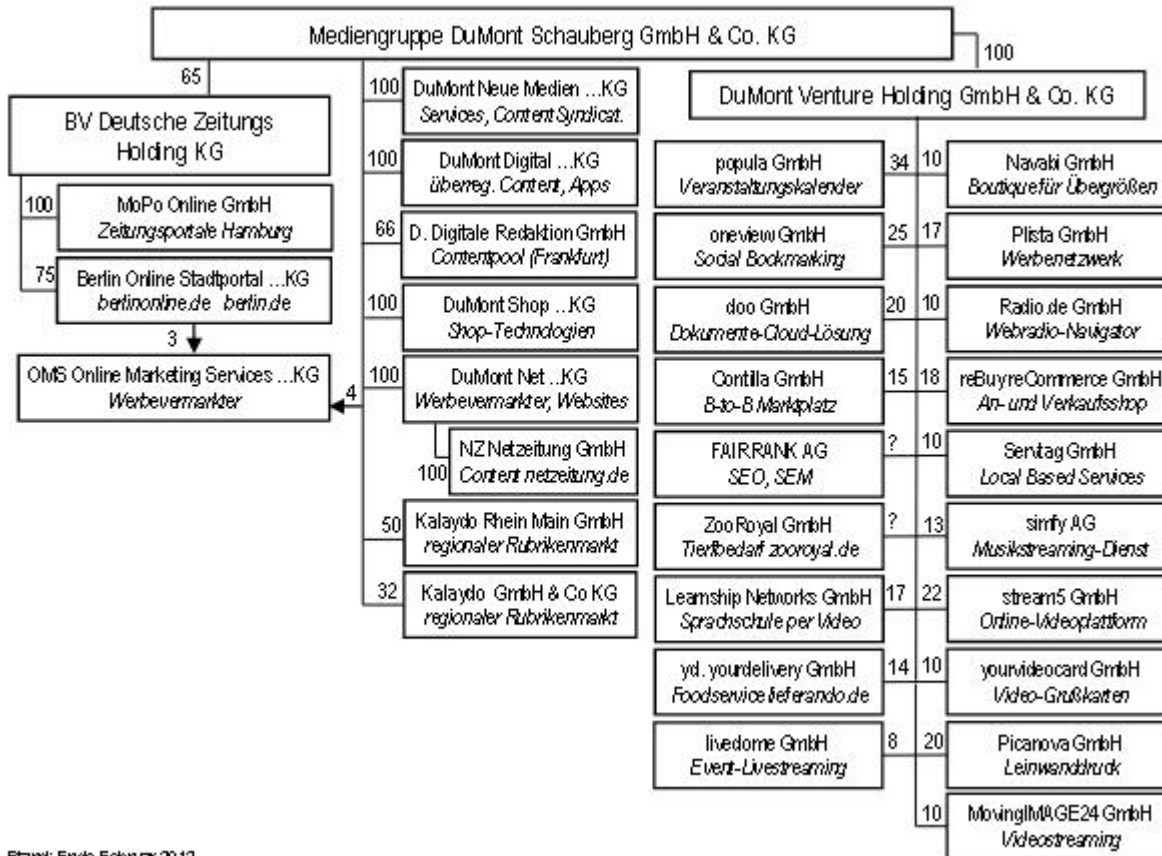 Mediengruppe DuMont Schauberg GmbH & Co. KG
65
100
BV Deutsche Zeitungs
Holding KG
100
MoPo Online GmbH
Zeitungsportale Hamburg
75
Berlin Online Stadtportal ...KG
berlinonline.de berlin.de
3
OMS Online Marketing Services ...KG
Werbevermarkter
4
100
DuMont Neue Medien ...KG
Services, Content Syndicat.
100
DuMont Digital ...KG
überreg. Content, Apps
66
D. Digitale Redaktion GmbH
Contentpool (Frankfurt)
100
DuMont Shop ...KG
Shop-Technologien
100
DuMont Net ..KG
Werbevermarkter, Websites
100
NZ Netzeitung GmbH
Content netzeitung.de
50
Kalaydo Rhein Main GmbH
regionaler Rubrikenmarkt
32
Kalaydo GmbH & Co KG
regionaler Rubrikenmarkt
DuMont Venture Holding GmbH & Co. KG
popula GmbH
Veranstaltungskalender
34
10
Navabi GmbH
Boutique für Übergrößen
oneview GmbH
Social Bockmarking
25
17
Plista GmbH
Werbenetzwerk
doo GmbH
Dokumente-Cloud-Lösung
20
10
Radio.de GmbH
Webradio-Navigator
Contilla GmbH
B-to-B Marktplatz
15
18
reBuy reCommerce GmbH
An- und Verkaufsshop
FAIRRANK AG
SEO, SEM
?
10
Servtag GmbH
Local Based Services
ZooRoyal GmbH
Tierfbedarf zooroyal.de
?
13
simfy AG
Musikstreaming-Dienst
Learnship Networks GmbH
Sprachschule per Video
17
22
stream5 GmbH
Online-Videoplattform
yd. yourdelivery GmbH
Foodservice lieferando.de
14
10
yourvideocard GmbH
Video-Grußkarten
livedome GmbH
Event-Livestreaming
8
20
Picanova GmbH
Leinwanddruck
10
MovingIMAGE24 GmbH
Videostreaming
Stand: Ende Februar 2012